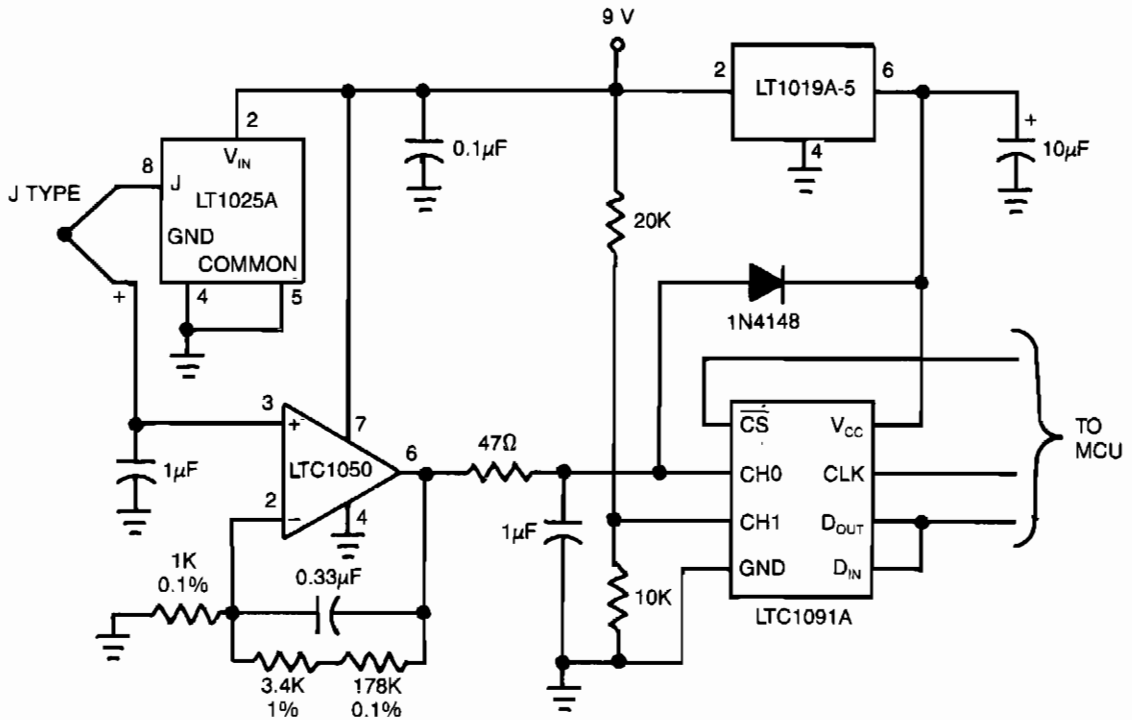 9 V
2
LT1019A-5
6
4
+
10μF
2
V_IN
8
J
LT1025A
GND
COMMON
4
5
J TYPE
+
0.1μF
20K
1N4148
3
+
7
LTC1050
6
2
−
4
1μF
47Ω
1μF
1K
0.1%
0.33μF
3.4K
1%
178K
0.1%
10K
CS
V_CC
CH0
CLK
CH1
D_OUT
GND
D_IN
LTC1091A
TO
MCU